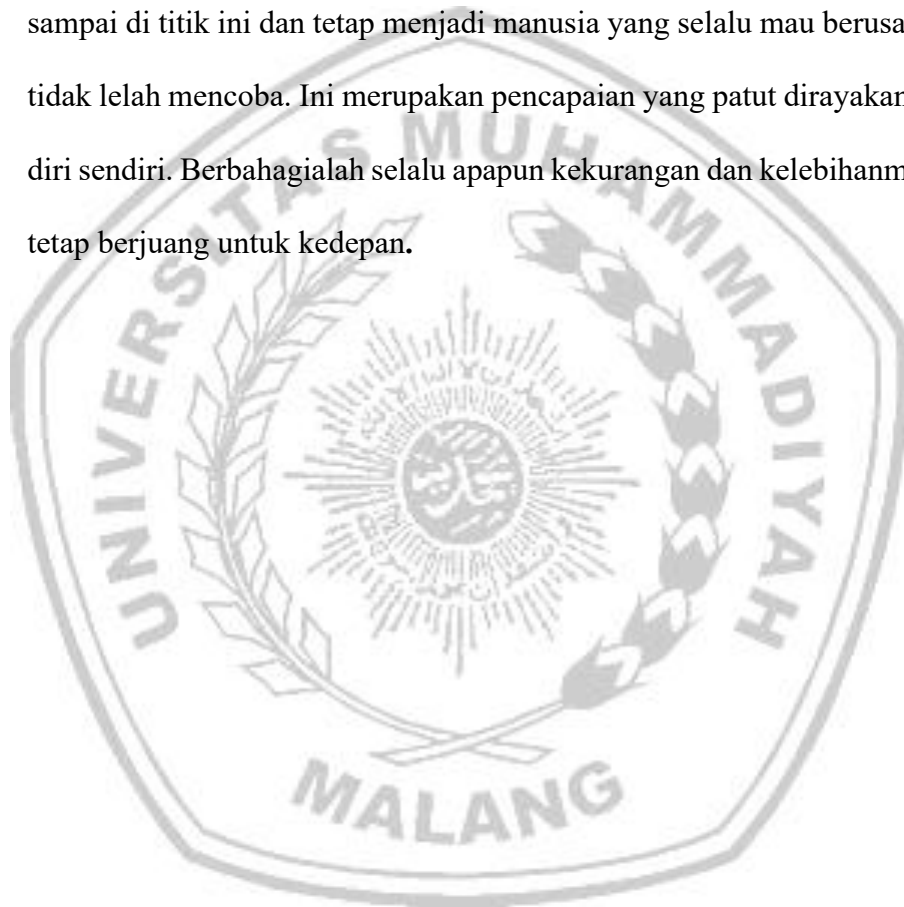 sampai di titik ini dan tetap menjadi manusia yang selalu mau berusa
tidak lelah mencoba. Ini merupakan pencapaian yang patut dirayakan
diri sendiri. Berbahagialah selalu apapun kekurangan dan kelebihanm
tetap berjuang untuk kedepan.
UNIVERSITAS MUHAMMADIYAH
MALANG